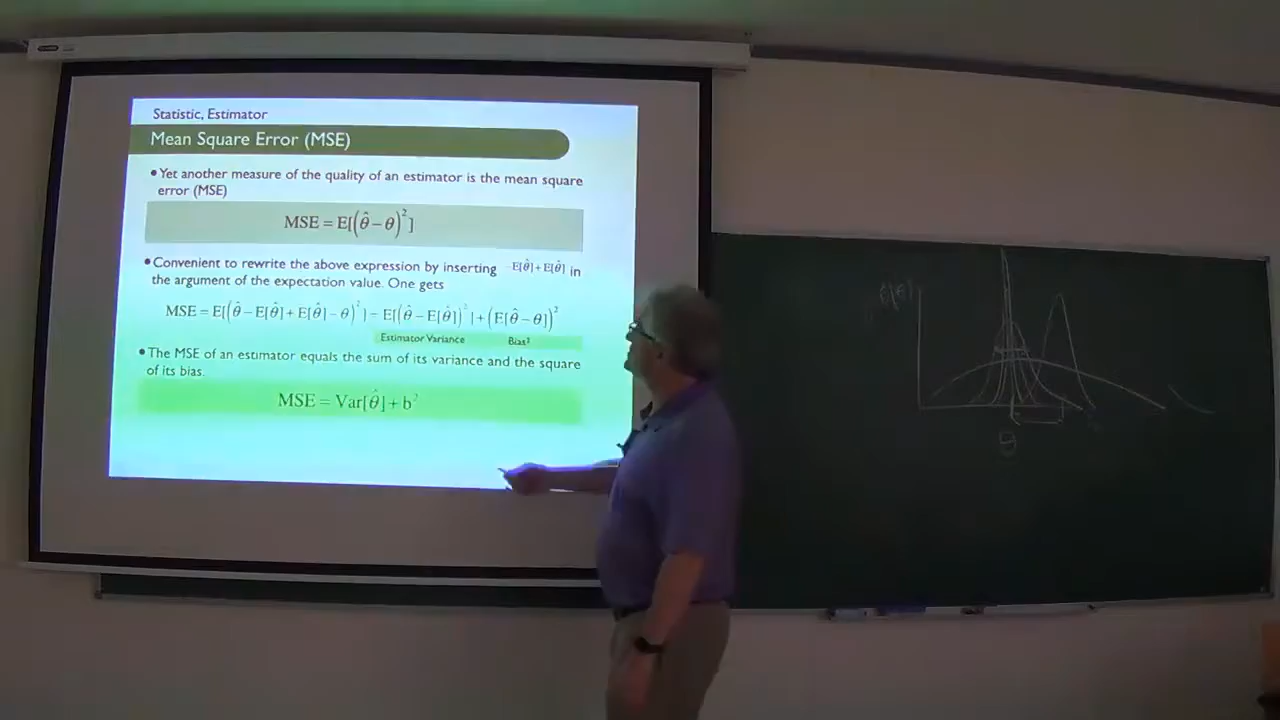 Statistic, Estimator
Mean Square Error (MSE)
•Yet another measure of the quality of an estimator is the mean square
error (MSE)
MSE = E[(θ̂−θ)²]
•Convenient to rewrite the above expression by inserting −E[θ̂]+E[θ̂] in
the argument of the expectation value. One gets
MSE = E[(θ̂−E[θ̂]+E[θ̂]−θ)²] = E[(θ̂−E[θ̂])²]+(E[θ̂−θ])²
Estimator Variance Bias²
•The MSE of an estimator equals the sum of its variance and the square
of its bias.
MSE = Var[θ̂]+b²
θ